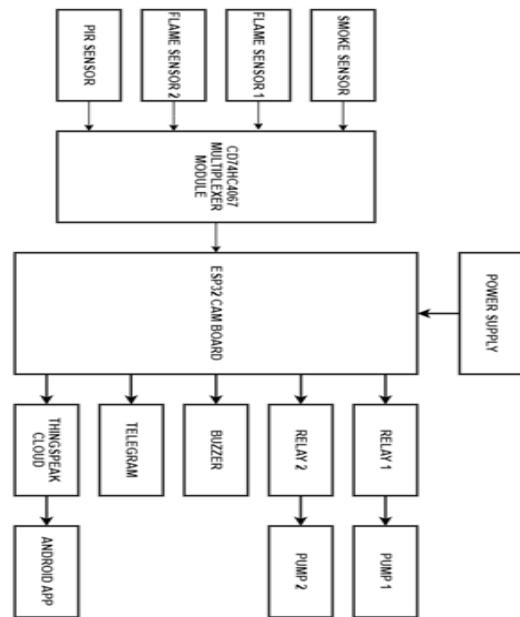 POWER SUPPLY
SMOKE SENSOR
RELAY 1
PUMP 1
FLAME SENSOR 1
RELAY 2
PUMP 2
CD74HC4067
MULTIPLEXER
MODULE
ESP32 CAM BOARD
BUZZER
FLAME SENSOR 2
TELEGRAM
PIR SENSOR
THINGSPEAK
CLOUD
ANDROID APP